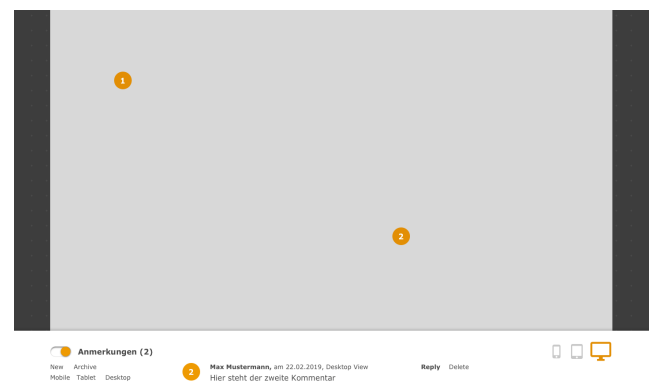 1
2
Anmerkungen (2)
New Archive
Mobile Tablet Desktop
2
Max Mustermann, am 22.02.2019, Desktop View Reply Delete
Hier steht der zweite Kommentar